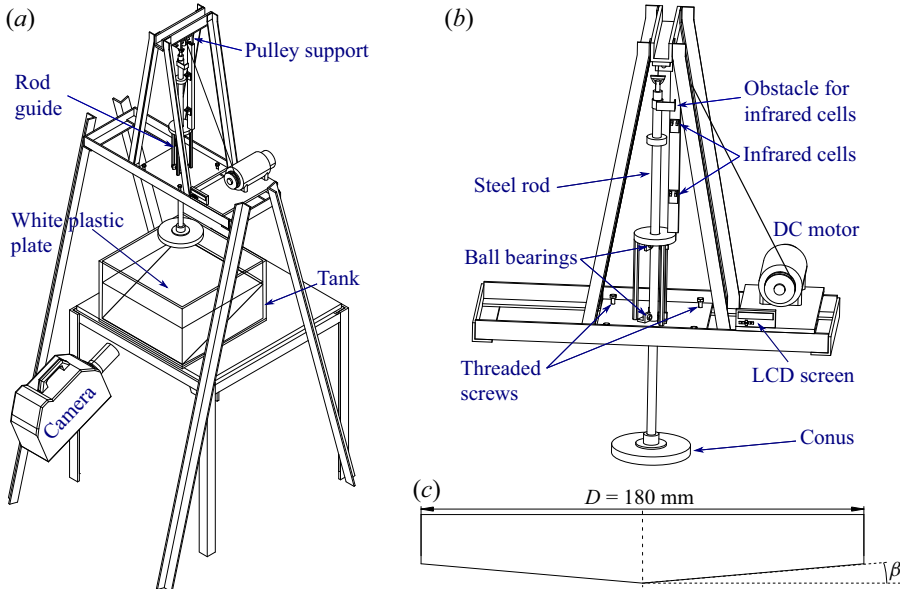 (a)
Pulley support
Rod
guide
White plastic
plate
Tank
Camera
(b)
Obstacle for
infrared cells
Infrared cells
Steel rod
DC motor
Ball bearings
Threaded
screws
LCD screen
Conus
(c)
D = 180 mm
β